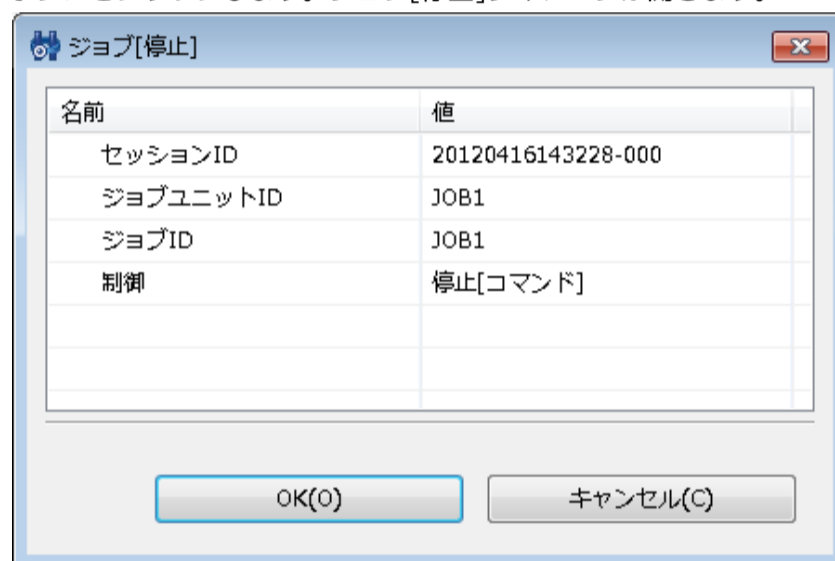 ジョブ[停止]
名前 値
セッションID 20120416143228-000
ジョブユニットID JOB1
ジョブID JOB1
制御 停止[コマンド]
OK(O) キャンセル(C)